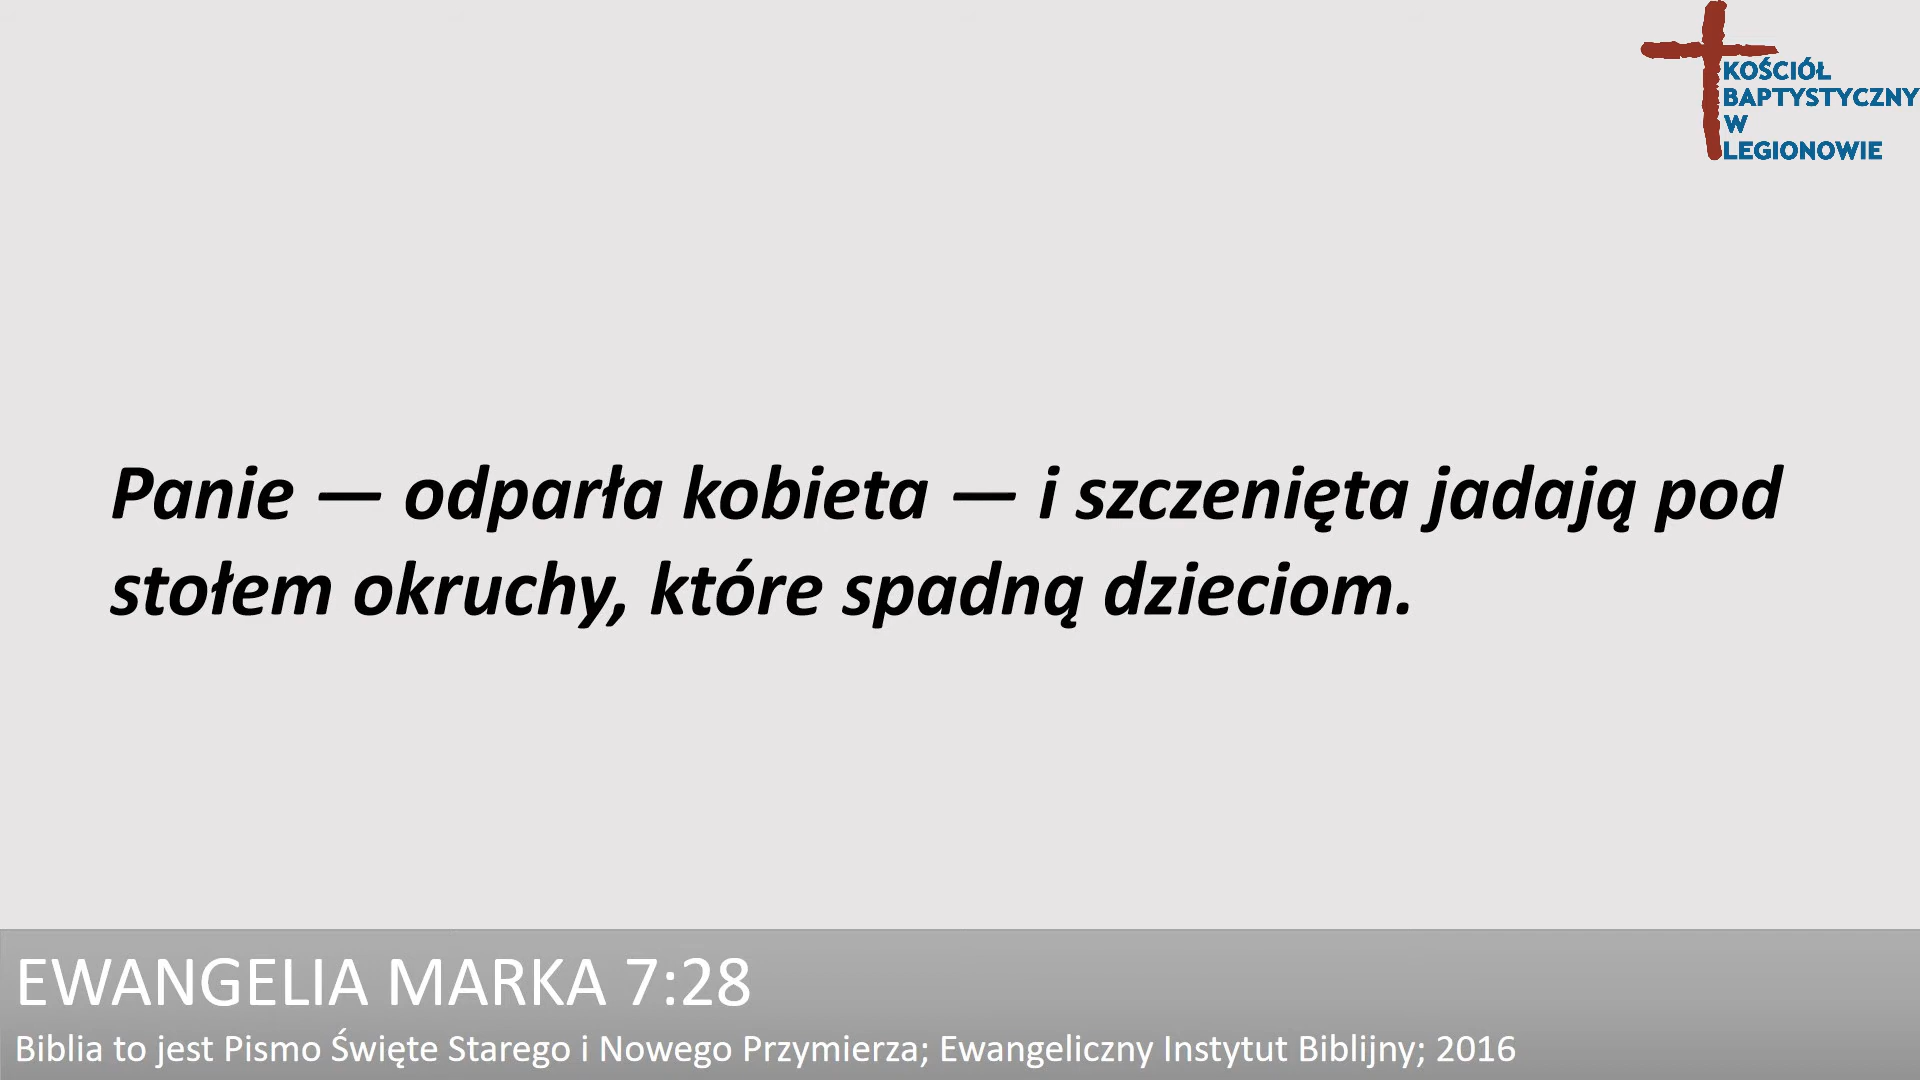 KOŚCIÓŁ
BAPTYSTYCZNY
W
LEGIONOWIE
Panie — odparła kobieta — i szczenięta jadają pod
stołem okruchy, które spadną dzieciom.
EWANGELIA MARKA 7:28
Biblia to jest Pismo Święte Starego i Nowego Przymierza; Ewangeliczny Instytut Biblijny; 2016